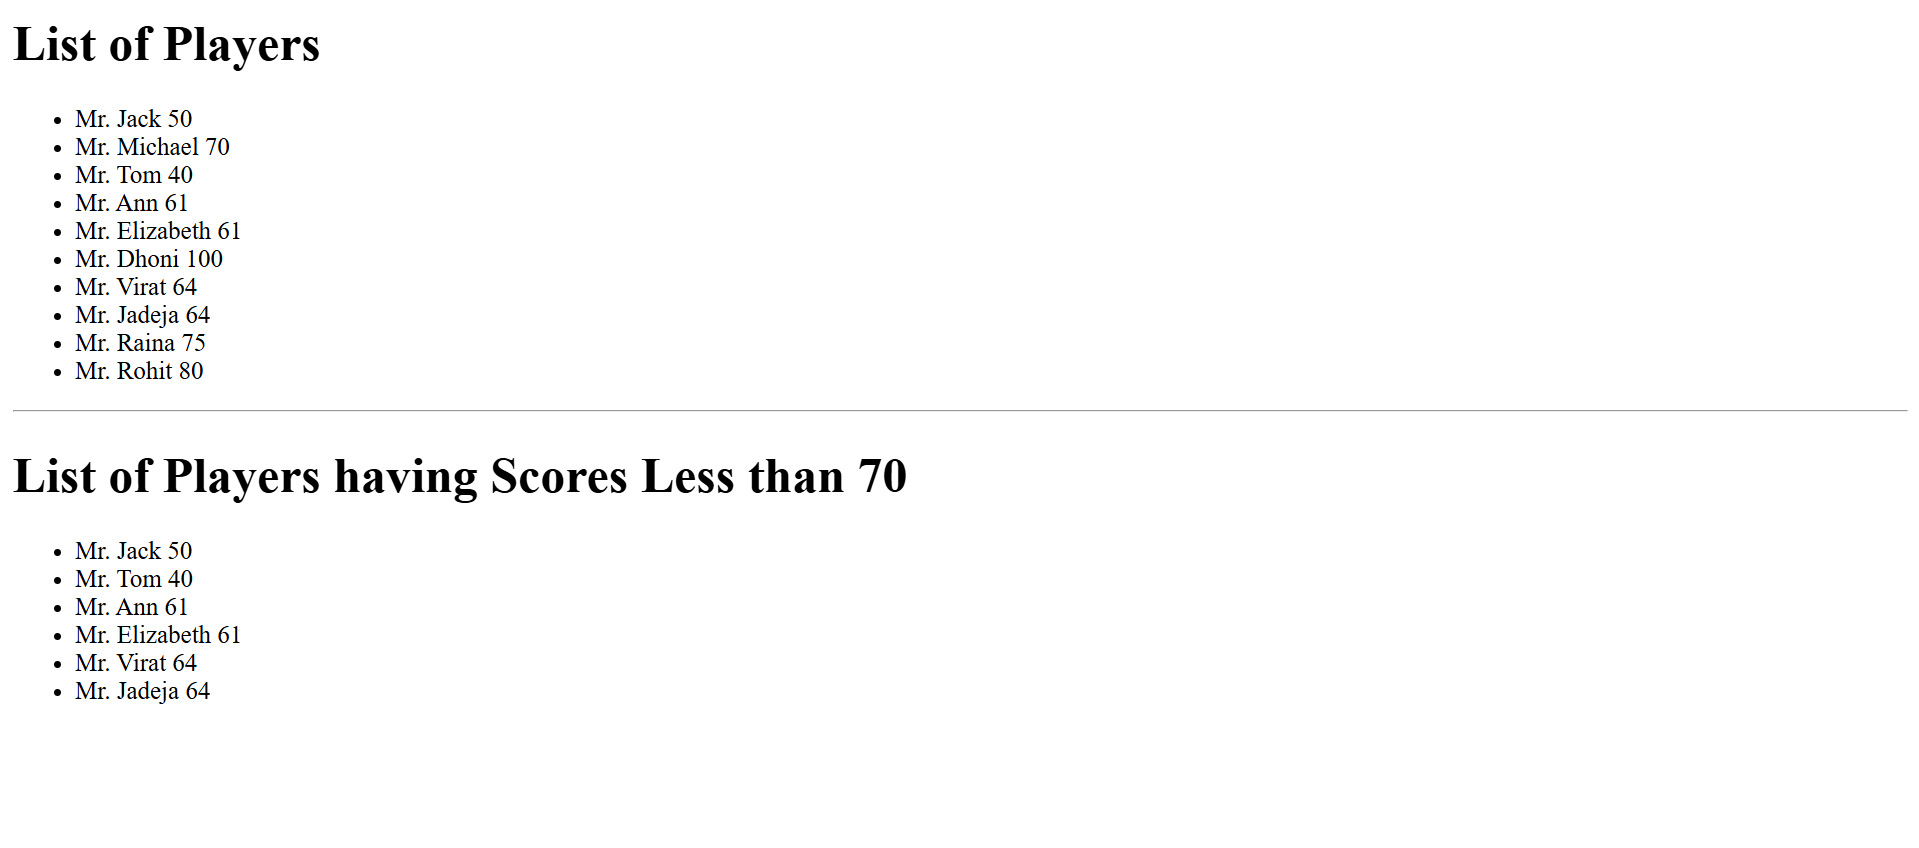 List of Players
Mr. Jack 50
Mr. Michael 70
Mr. Tom 40
Mr. Ann 61
Mr. Elizabeth 61
Mr. Dhoni 100
Mr. Virat 64
Mr. Jadeja 64
Mr. Raina 75
Mr. Rohit 80
List of Players having Scores Less than 70
Mr. Jack 50
Mr. Tom 40
Mr. Ann 61
Mr. Elizabeth 61
Mr. Virat 64
Mr. Jadeja 64